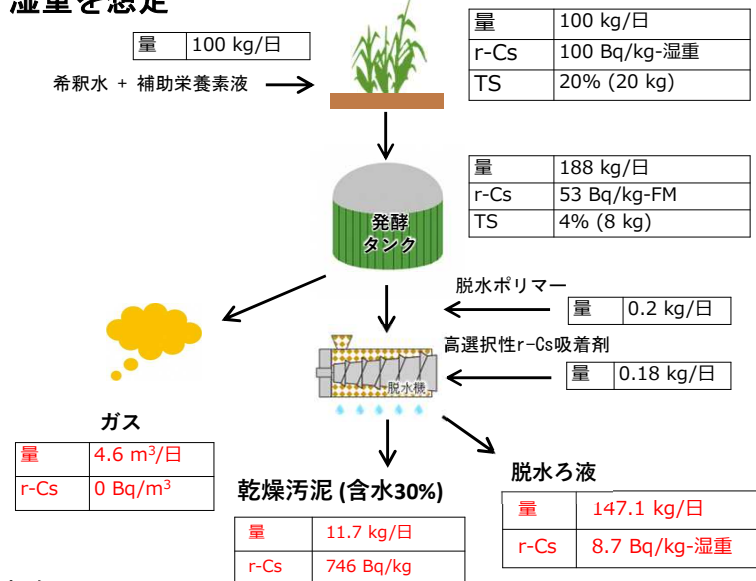 湿重を想定
量 100 kg/日
希釈水 + 補助栄養素液
量 100 kg/日
r-Cs 100 Bq/kg-湿重
TS 20% (20 kg)
発酵
タンク
量 188 kg/日
r-Cs 53 Bq/kg-FM
TS 4% (8 kg)
脱水ポリマー
量 0.2 kg/日
高選択性r-Cs吸着剤
量 0.18 kg/日
脱水機
ガス
量 4.6 m³/日
r-Cs 0 Bq/m³
乾燥汚泥 (含水30%)
量 11.7 kg/日
r-Cs 746 Bq/kg
脱水ろ液
量 147.1 kg/日
r-Cs 8.7 Bq/kg-湿重